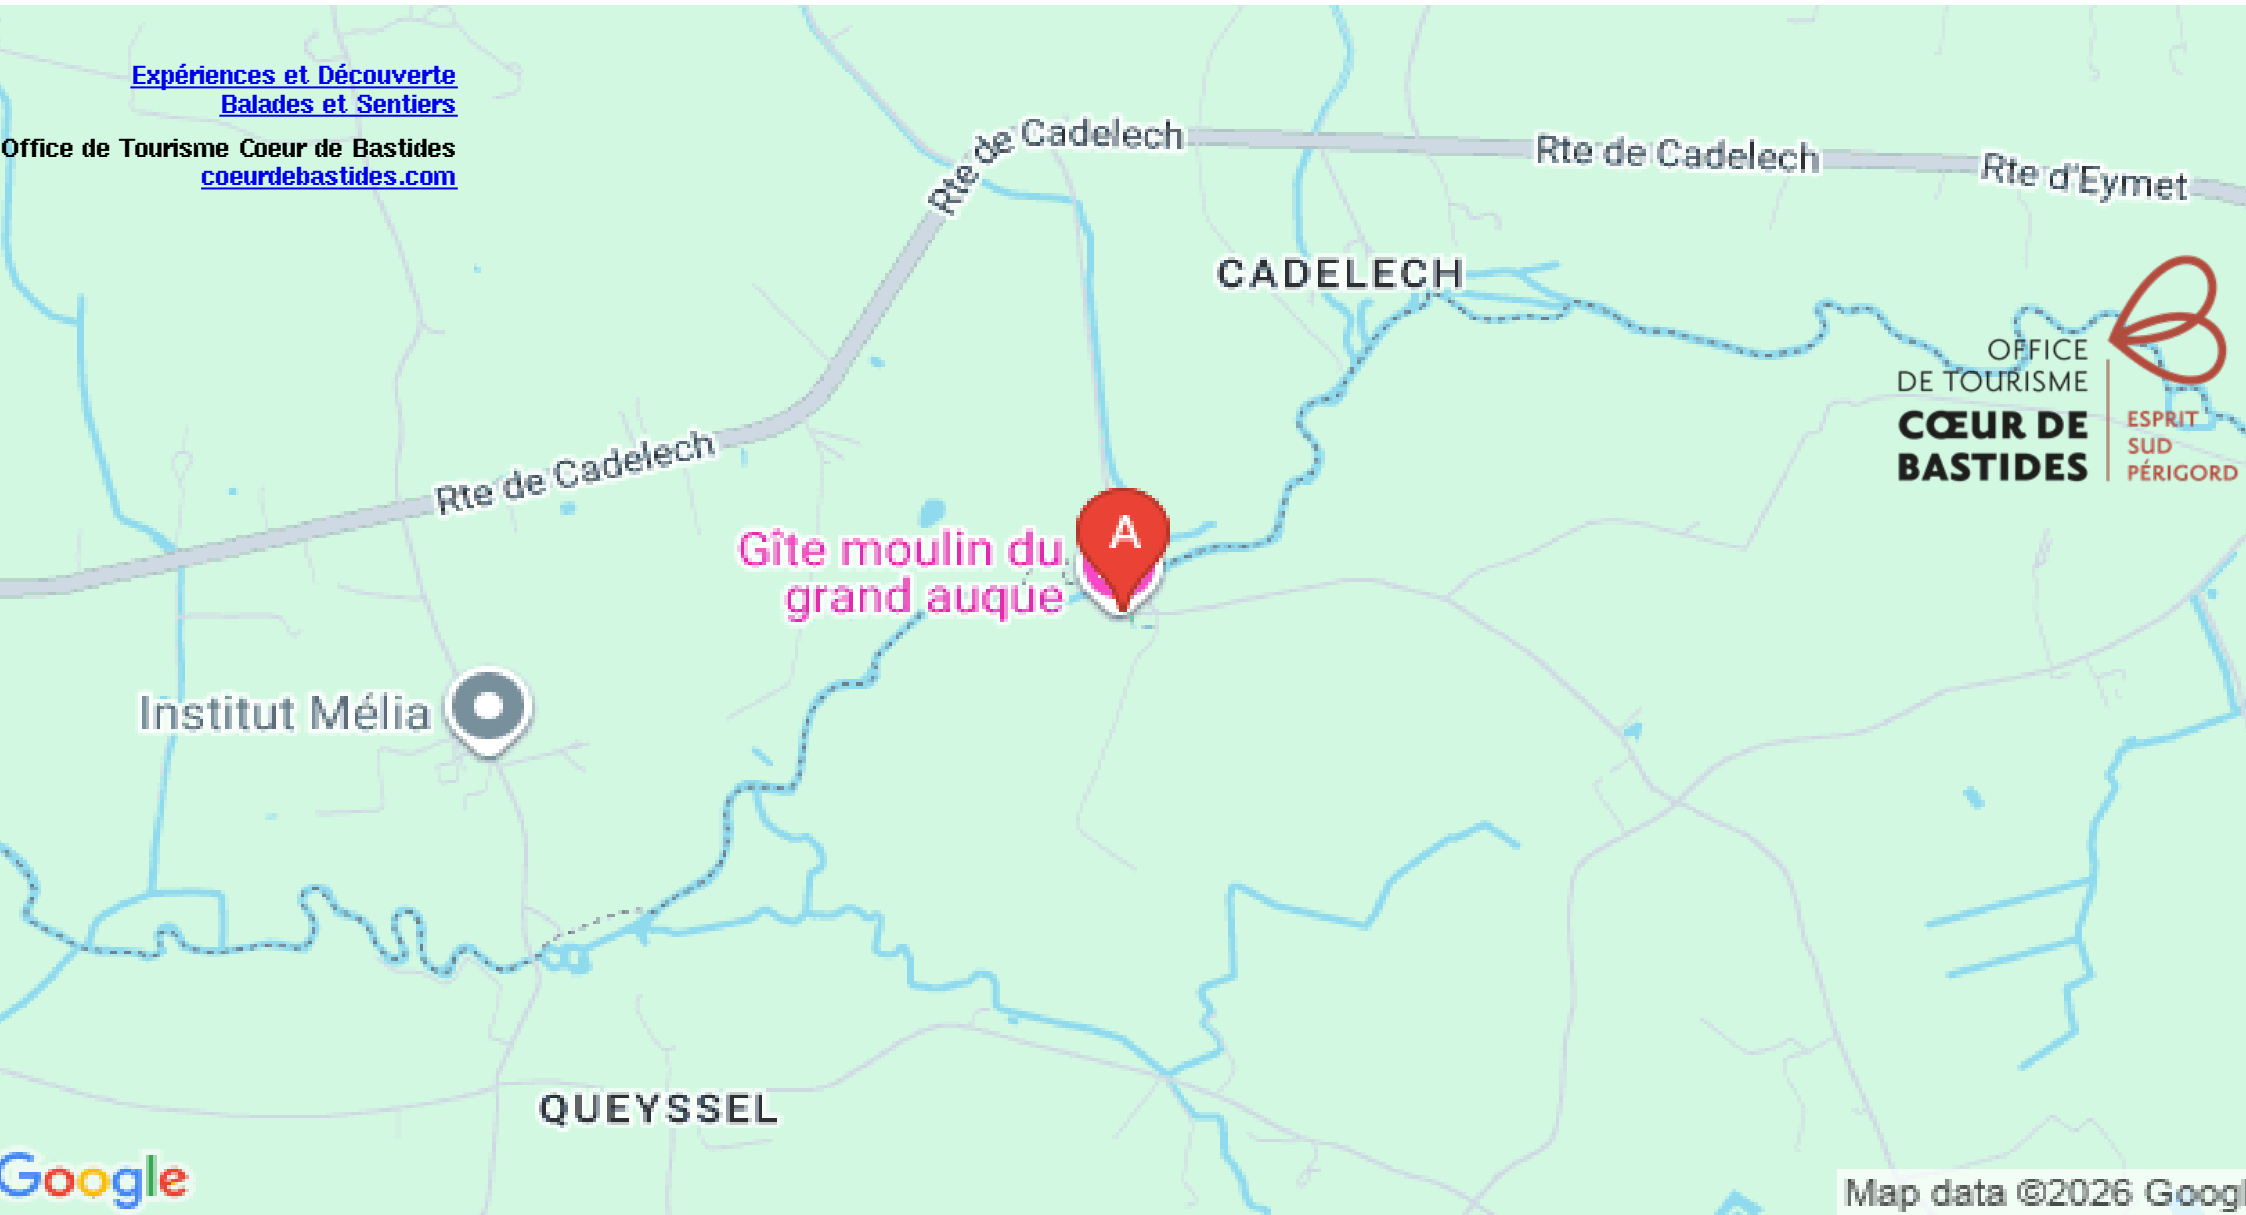 Expériences et Découverte
Balades et Sentiers
Office de Tourisme Coeur de Bastides
coeurdebastides.com
Rte de Cadelech
Rte de Cadelech
Rte d'Eymet
CADELECH
OFFICE
DE TOURISME
CŒUR DE
BASTIDES
ESPRIT
SUD
PÉRIGORD
Rte de Cadelech
A
Gîte moulin du
grand auque
Institut Mélia
QUEYSSEL
Google
Map data ©2026 Googl